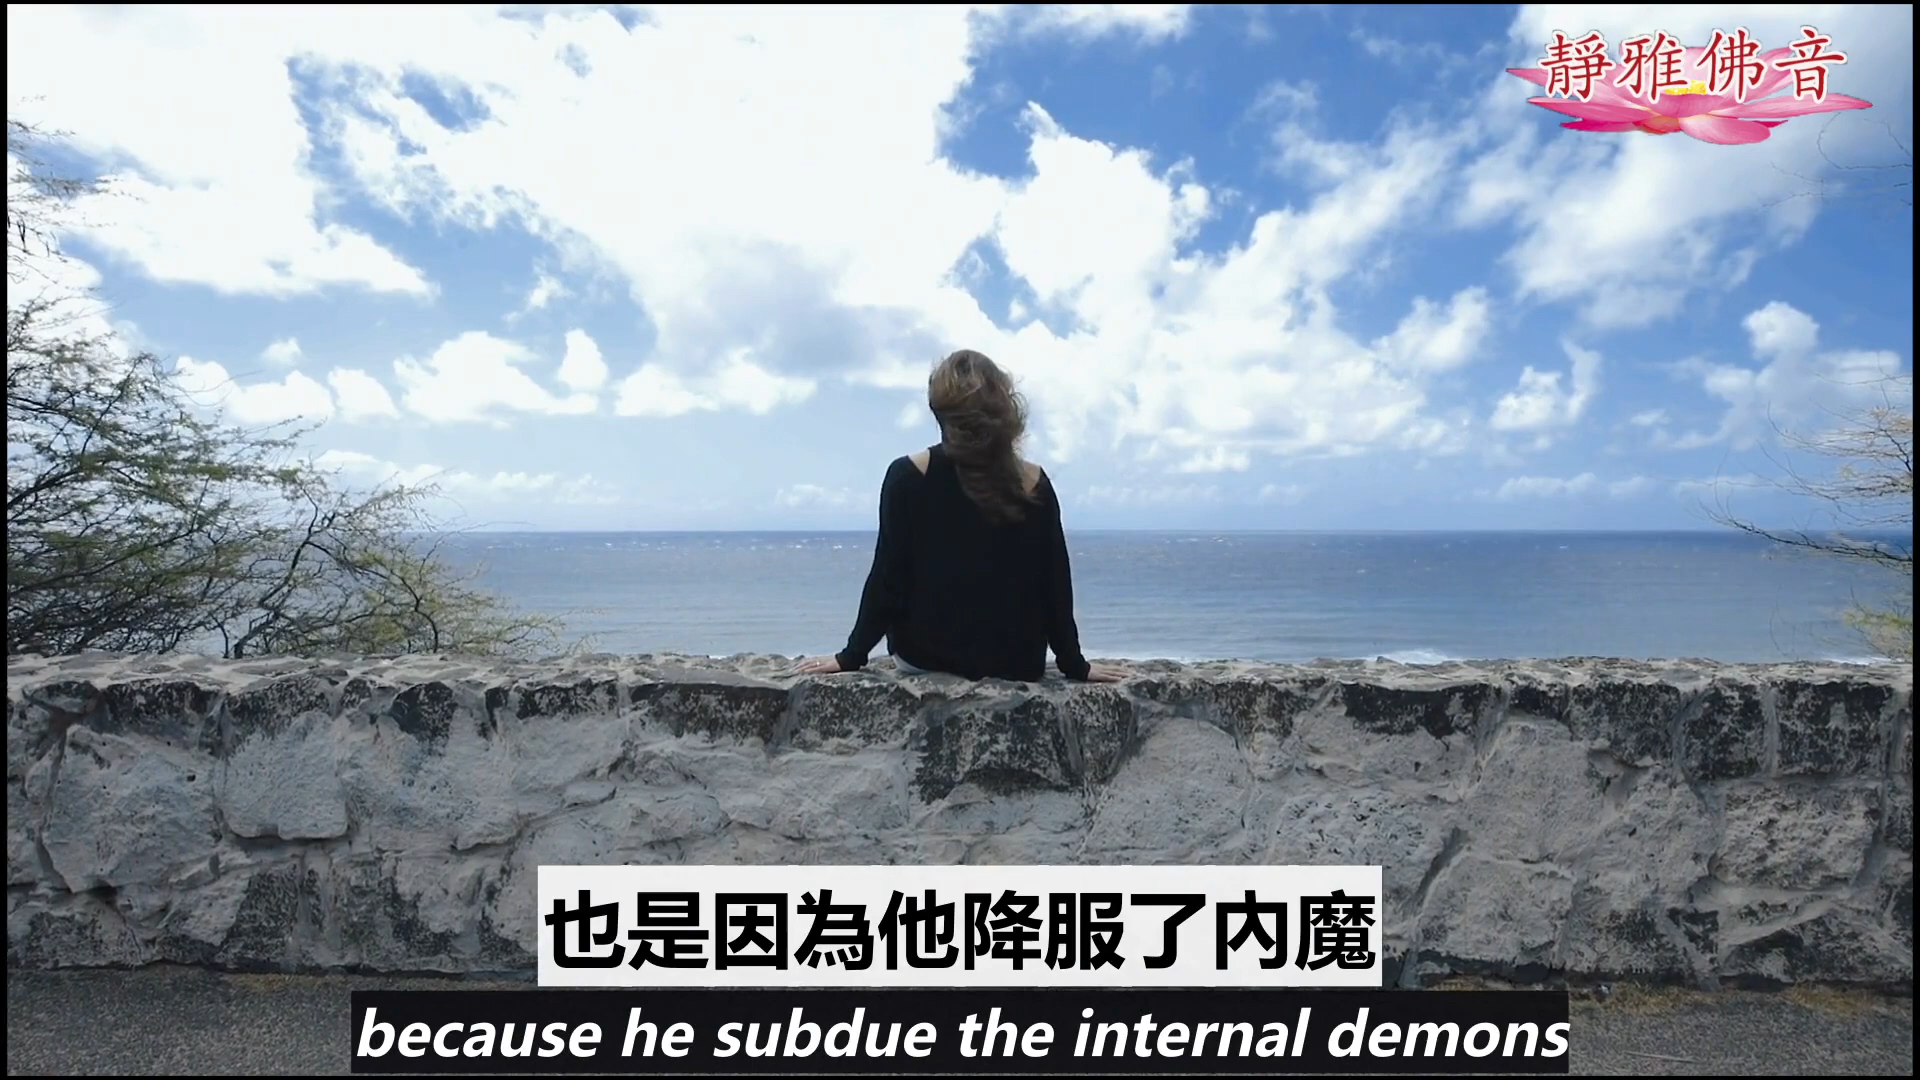 靜雅佛音
也是因為他降服了內魔
because he subdue the internal demons